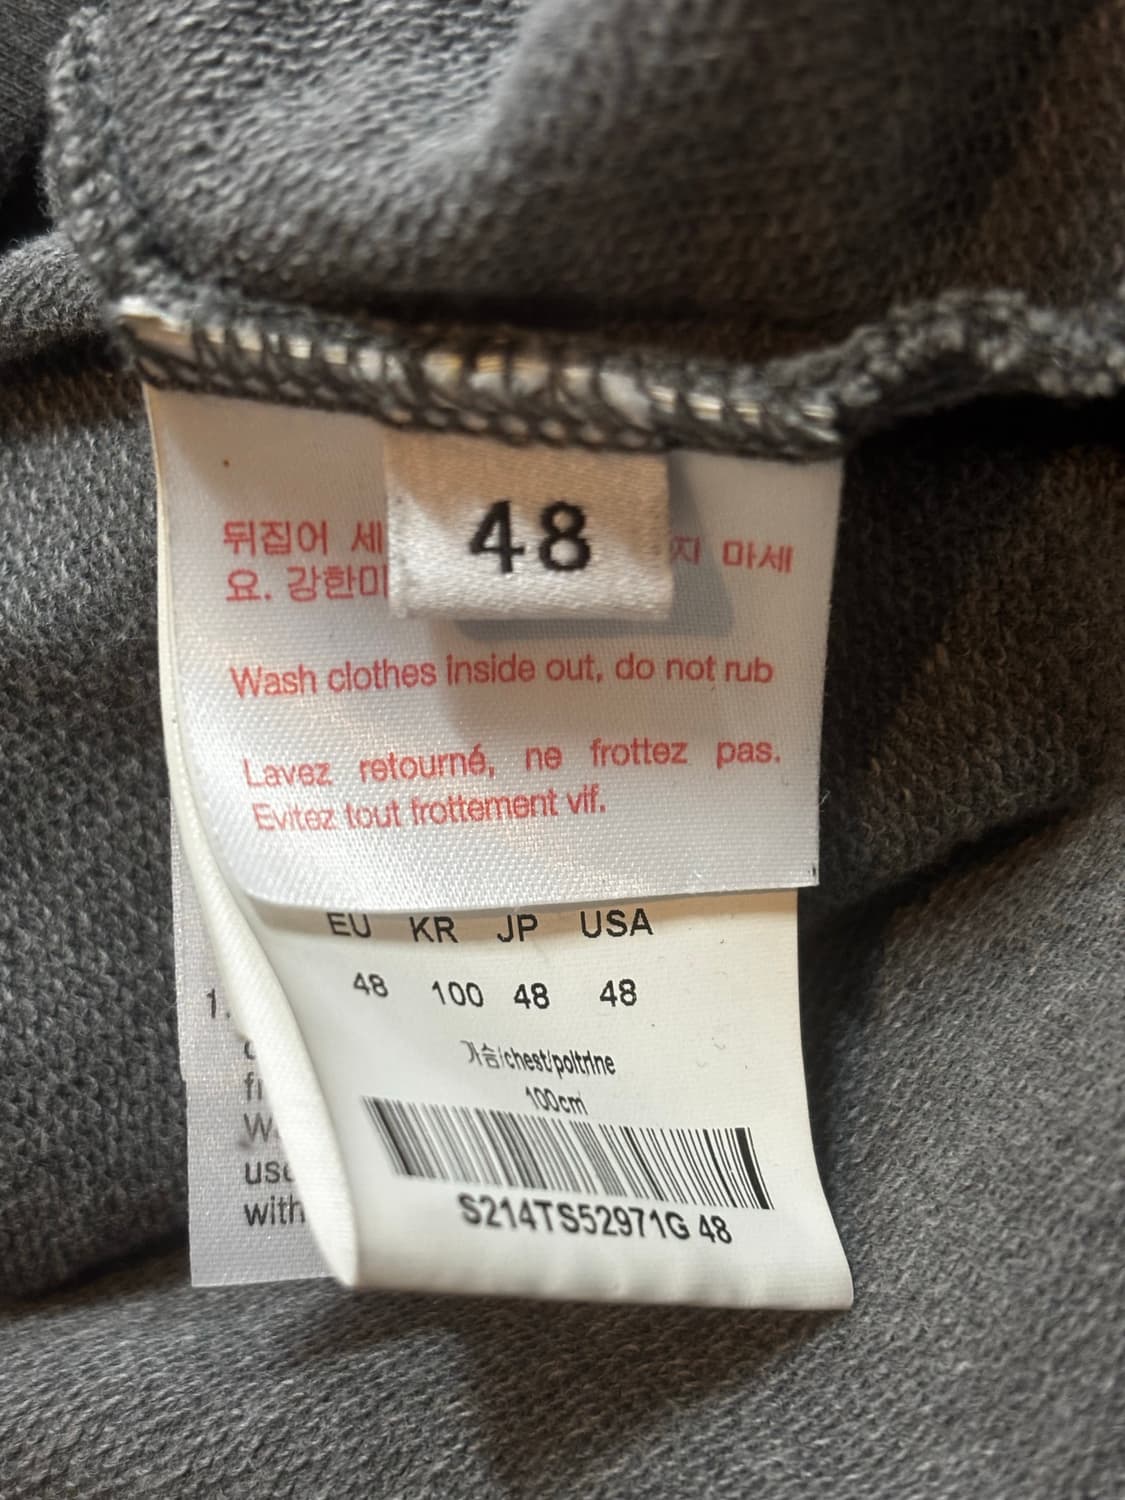 48
뒤집어 세 지 마세
요. 강한
Wash clothes inside out, do not rub
Lavez retourné, ne frottez pas.
Evitez tout frottement vif.
EU KR JP USA
48 100 48 48
가슴/chest/poitrine
100cm
S214TS52971G 48
1.
with